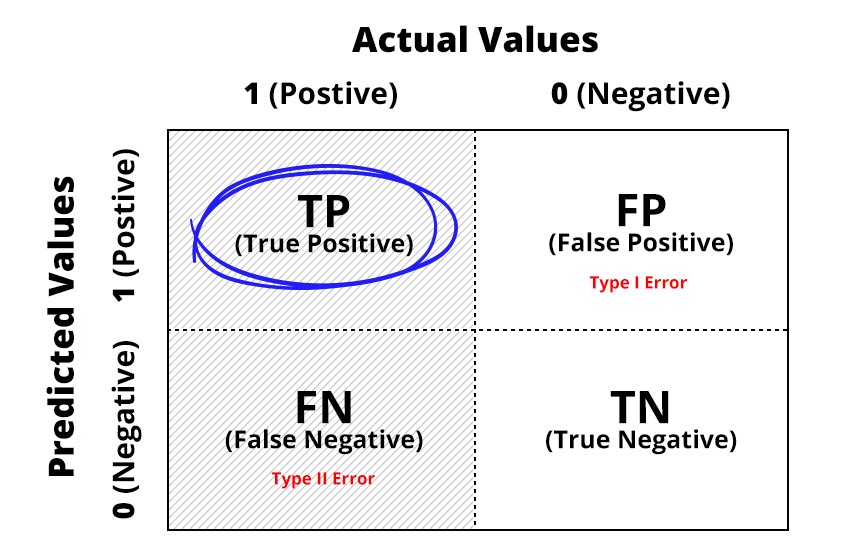 Actual Values
1 (Postive)
0 (Negative)
Predicted Values
1 (Postive)
TP
(True Positive)
FP
(False Positive)
Type I Error
0 (Negative)
FN
(False Negative)
Type II Error
TN
(True Negative)